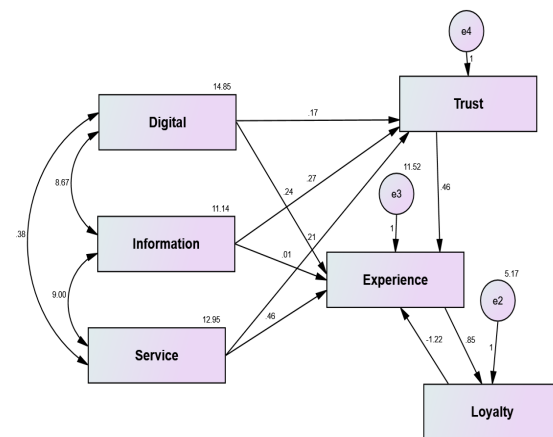 e4
1
14.85
Digital
Trust
.17
.27
11.52
8.67
.24
e3
.46
11.14
.21
.38
Information
1
.01
Experience
5.17
9.00
12.95
.46
e2
Service
-1.22
.85
1
Loyalty